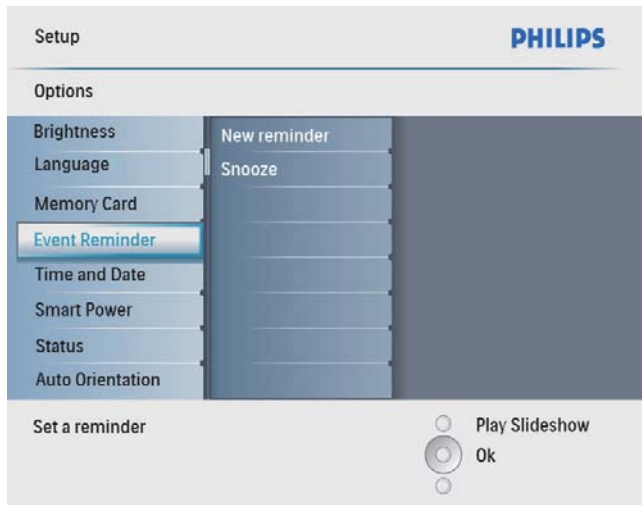 Setup
PHILIPS
Options
Brightness
Language
Memory Card
Event Reminder
Time and Date
Smart Power
Status
Auto Orientation
New reminder
Snooze
Set a reminder
Play Slideshow
Ok